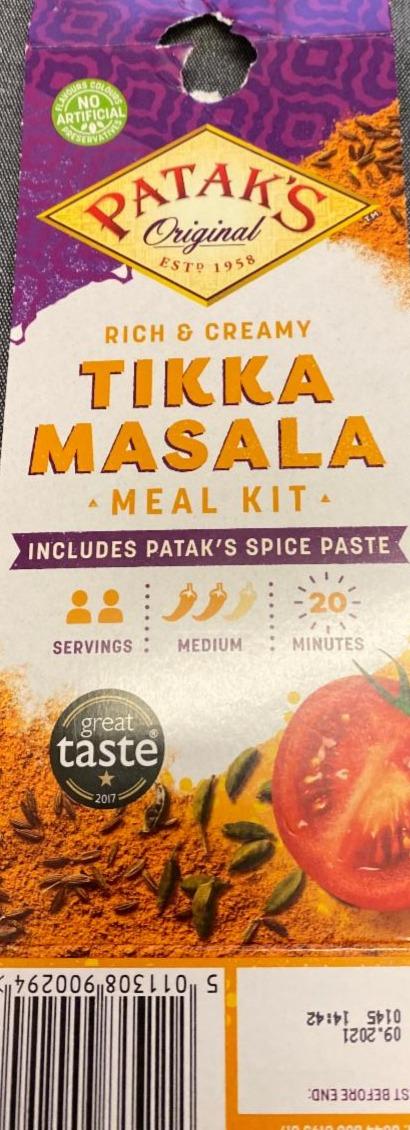 FLAVOURS COLOURS
NO
ARTIFICIAL
PRESERVATIVES
PATAK'S
Original
ESTD 1958
TM
RICH & CREAMY
TIKKA
MASALA
MEAL KIT
INCLUDES PATAK'S SPICE PASTE
20
SERVINGS
MEDIUM
MINUTES
great
taste®
2017
5 011308 900294
ST BEFORE END:
09.2021
0145 14:42